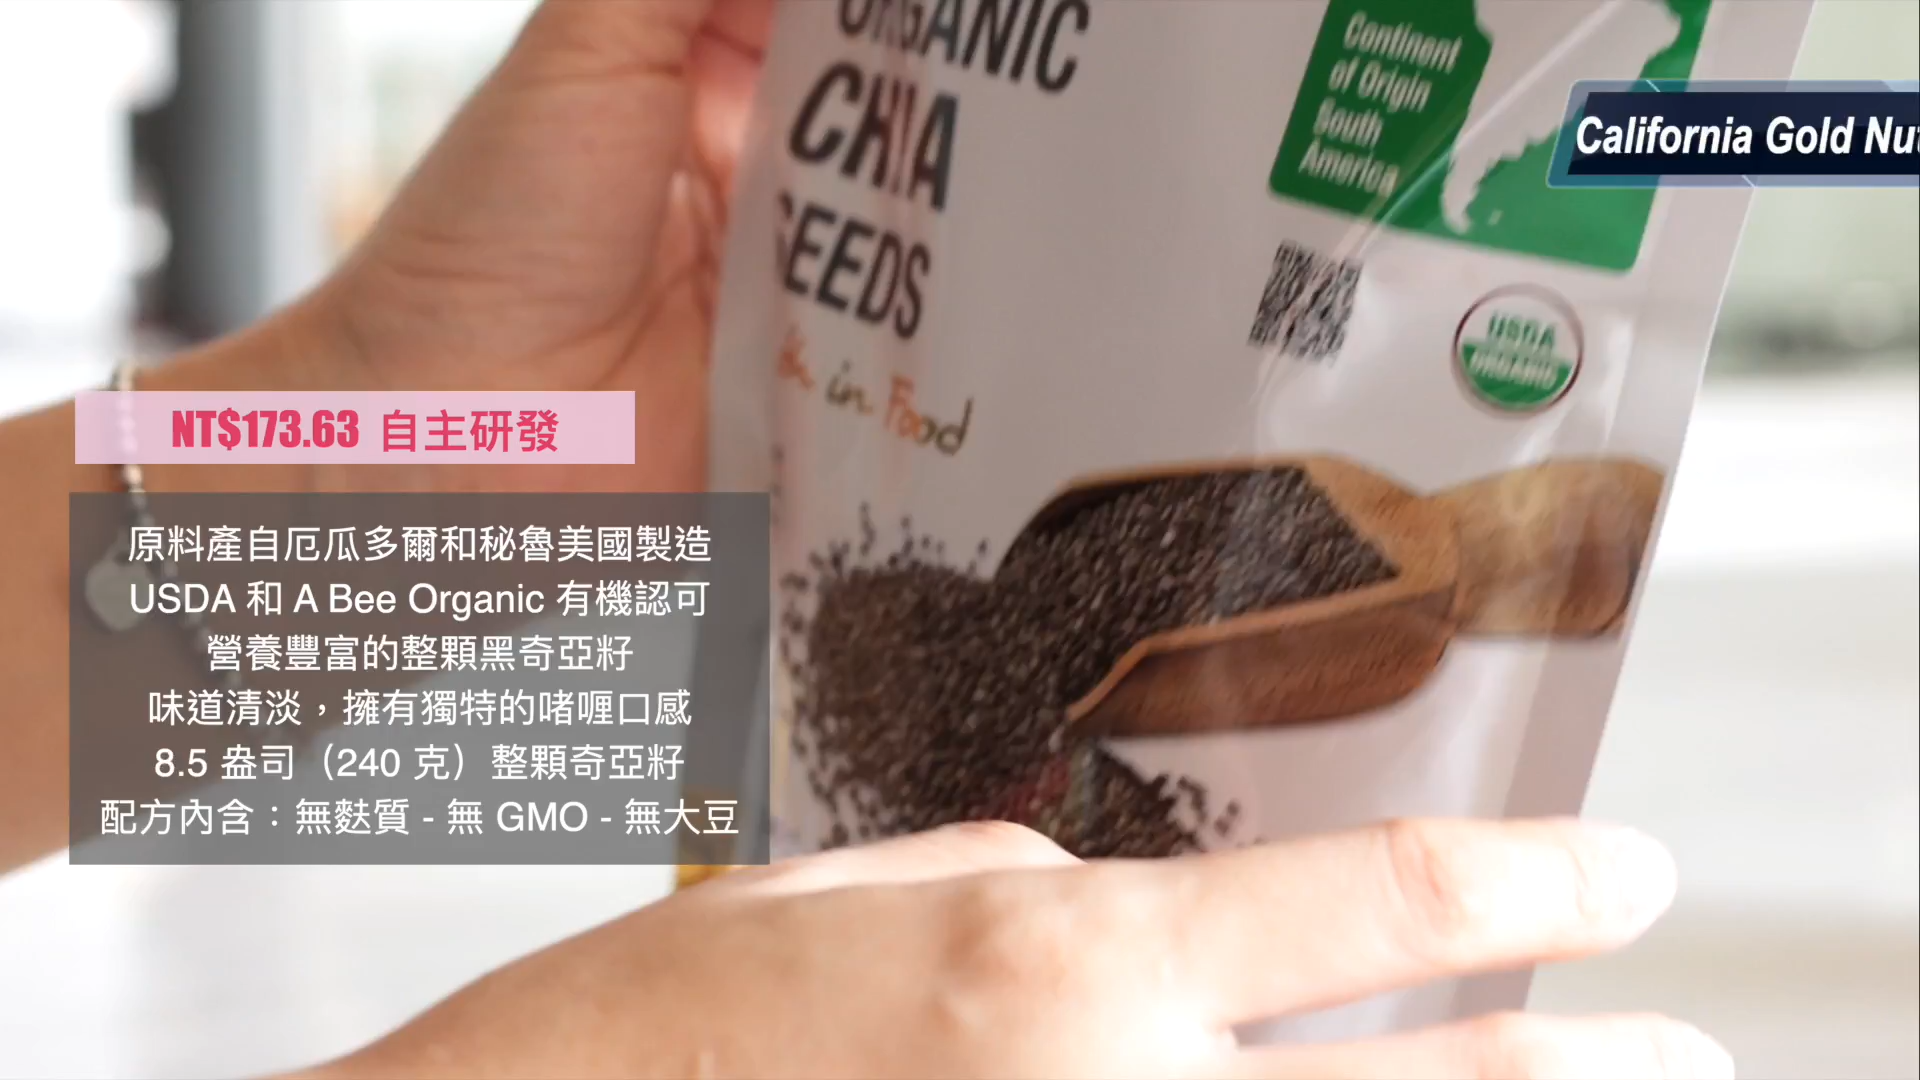 ORGANIC
CHIA
SEEDS
in Food
Continent
of Origin
South
America
California Gold Nu
USDA
ORGANIC
NT$173.63 自主研發
原料產自厄瓜多爾和秘魯美國製造
USDA 和 A Bee Organic 有機認可
營養豐富的整顆黑奇亞籽
味道清淡，擁有獨特的啫喱口感
8.5 盎司（240 克）整顆奇亞籽
配方內含：無麩質 - 無 GMO - 無大豆